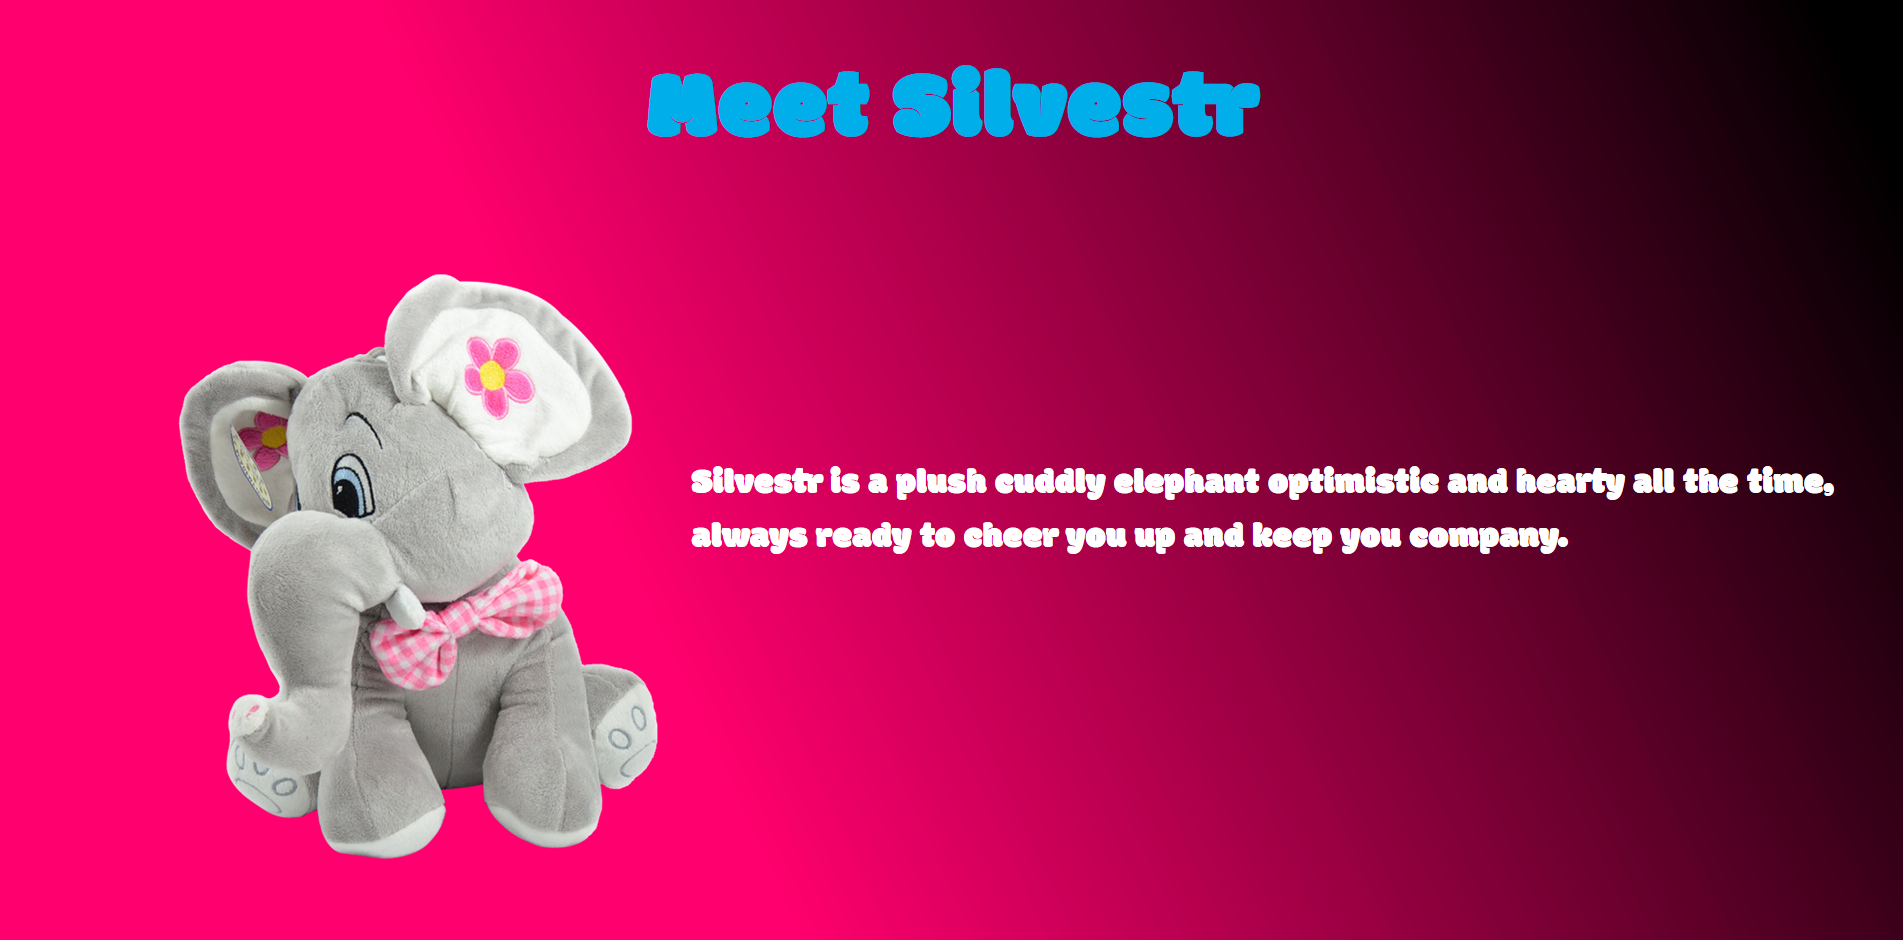 Meet Silvestr
Silvestr is a plush cuddly elephant optimistic and hearty all the time,
always ready to cheer you up and keep you company.